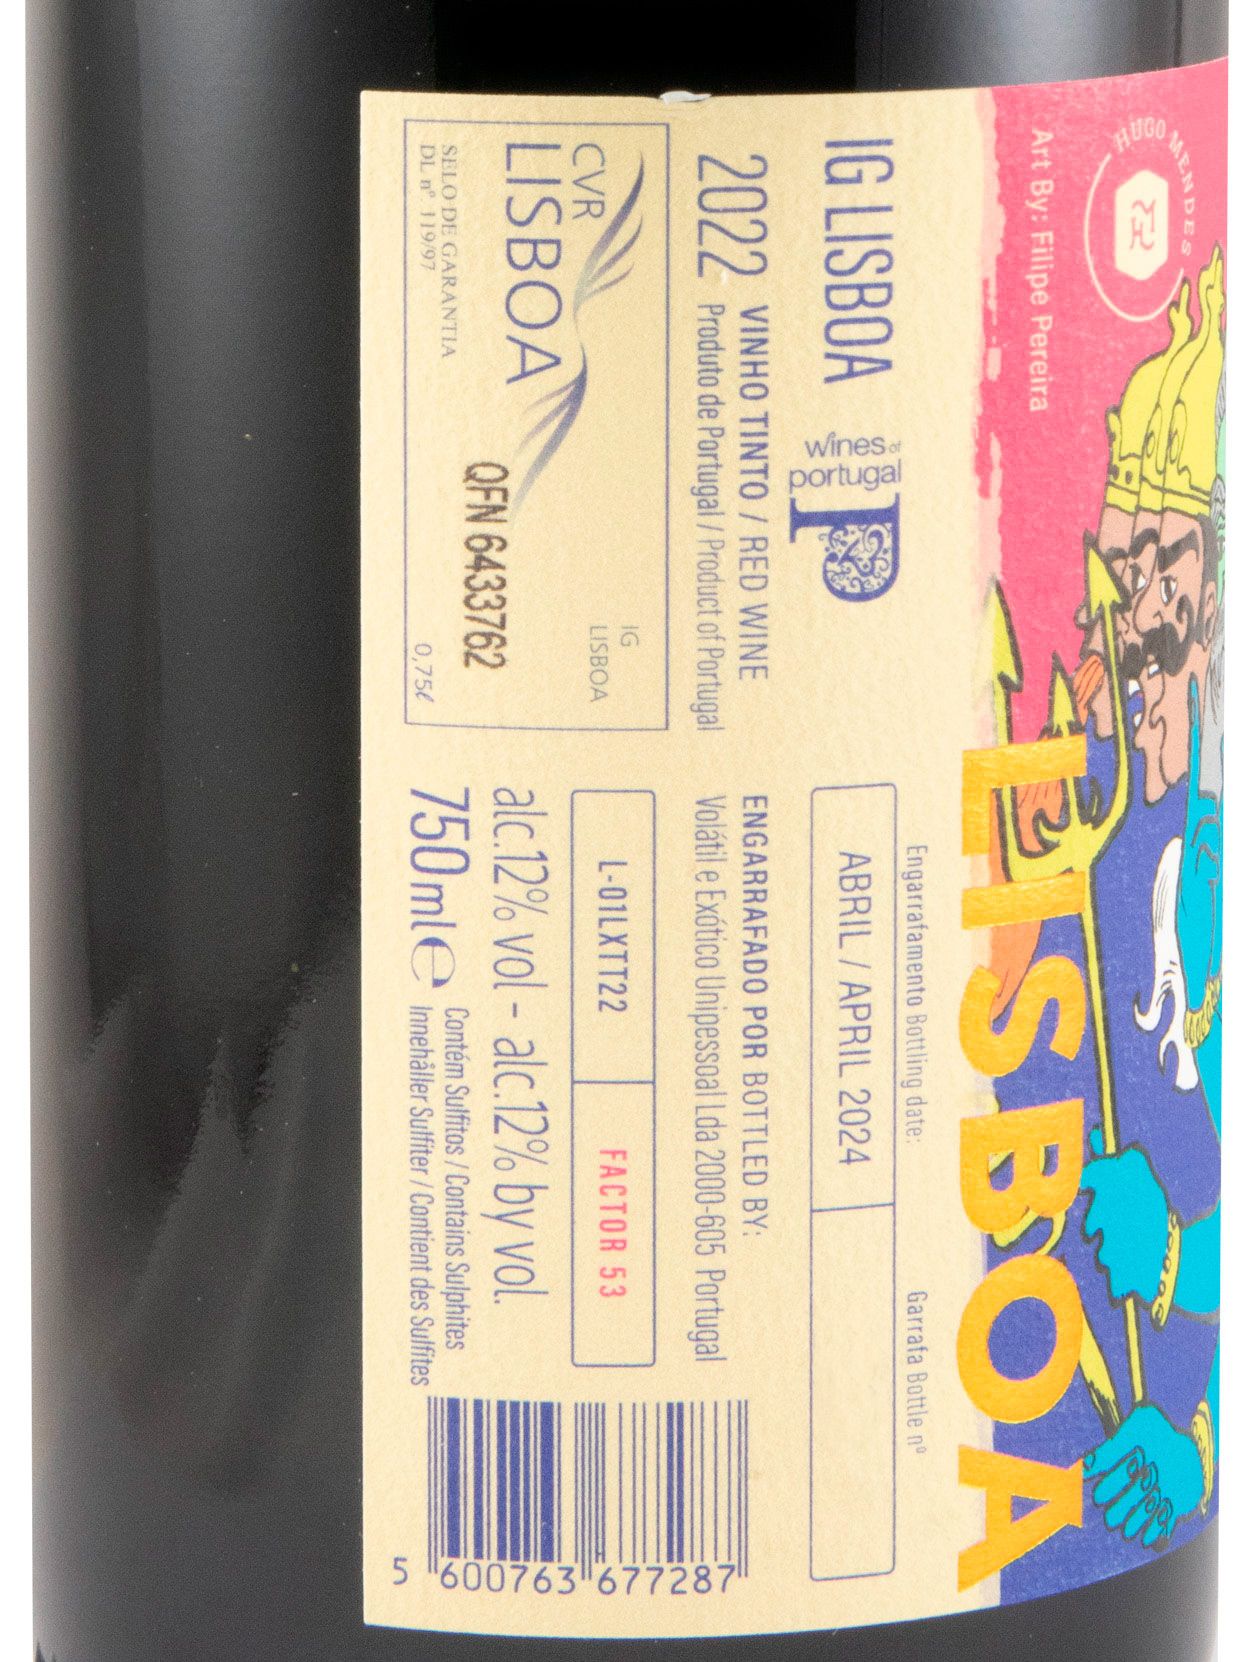 HUGO MENDES
Art By: Filipe Pereira
LISBOA
IG LISBOA
wines of
portugal
2022
VINHO TINTO / RED WINE
Produto de Portugal / Product of Portugal
CVR
LISBOA
IG
LISBOA
QFN 6433762
SELO DE GARANTIA
DL nº 119/97
0,75ℓ
Engarrafamento Bottling date:
Garrafa Bottle nº
ABRIL / APRIL 2024
ENGARRAFADO POR BOTTLED BY:
Volátil e Exótico Unipessoal Lda 2000-605 Portugal
L-01LXTT22
FACTOR 53
alc.12% vol - alc.12% by vol.
750ml ℮
Contém Sulfitos / Contains Sulphites
Innehåller Sulfiter / Contient des Sulfites
5 600763 677287